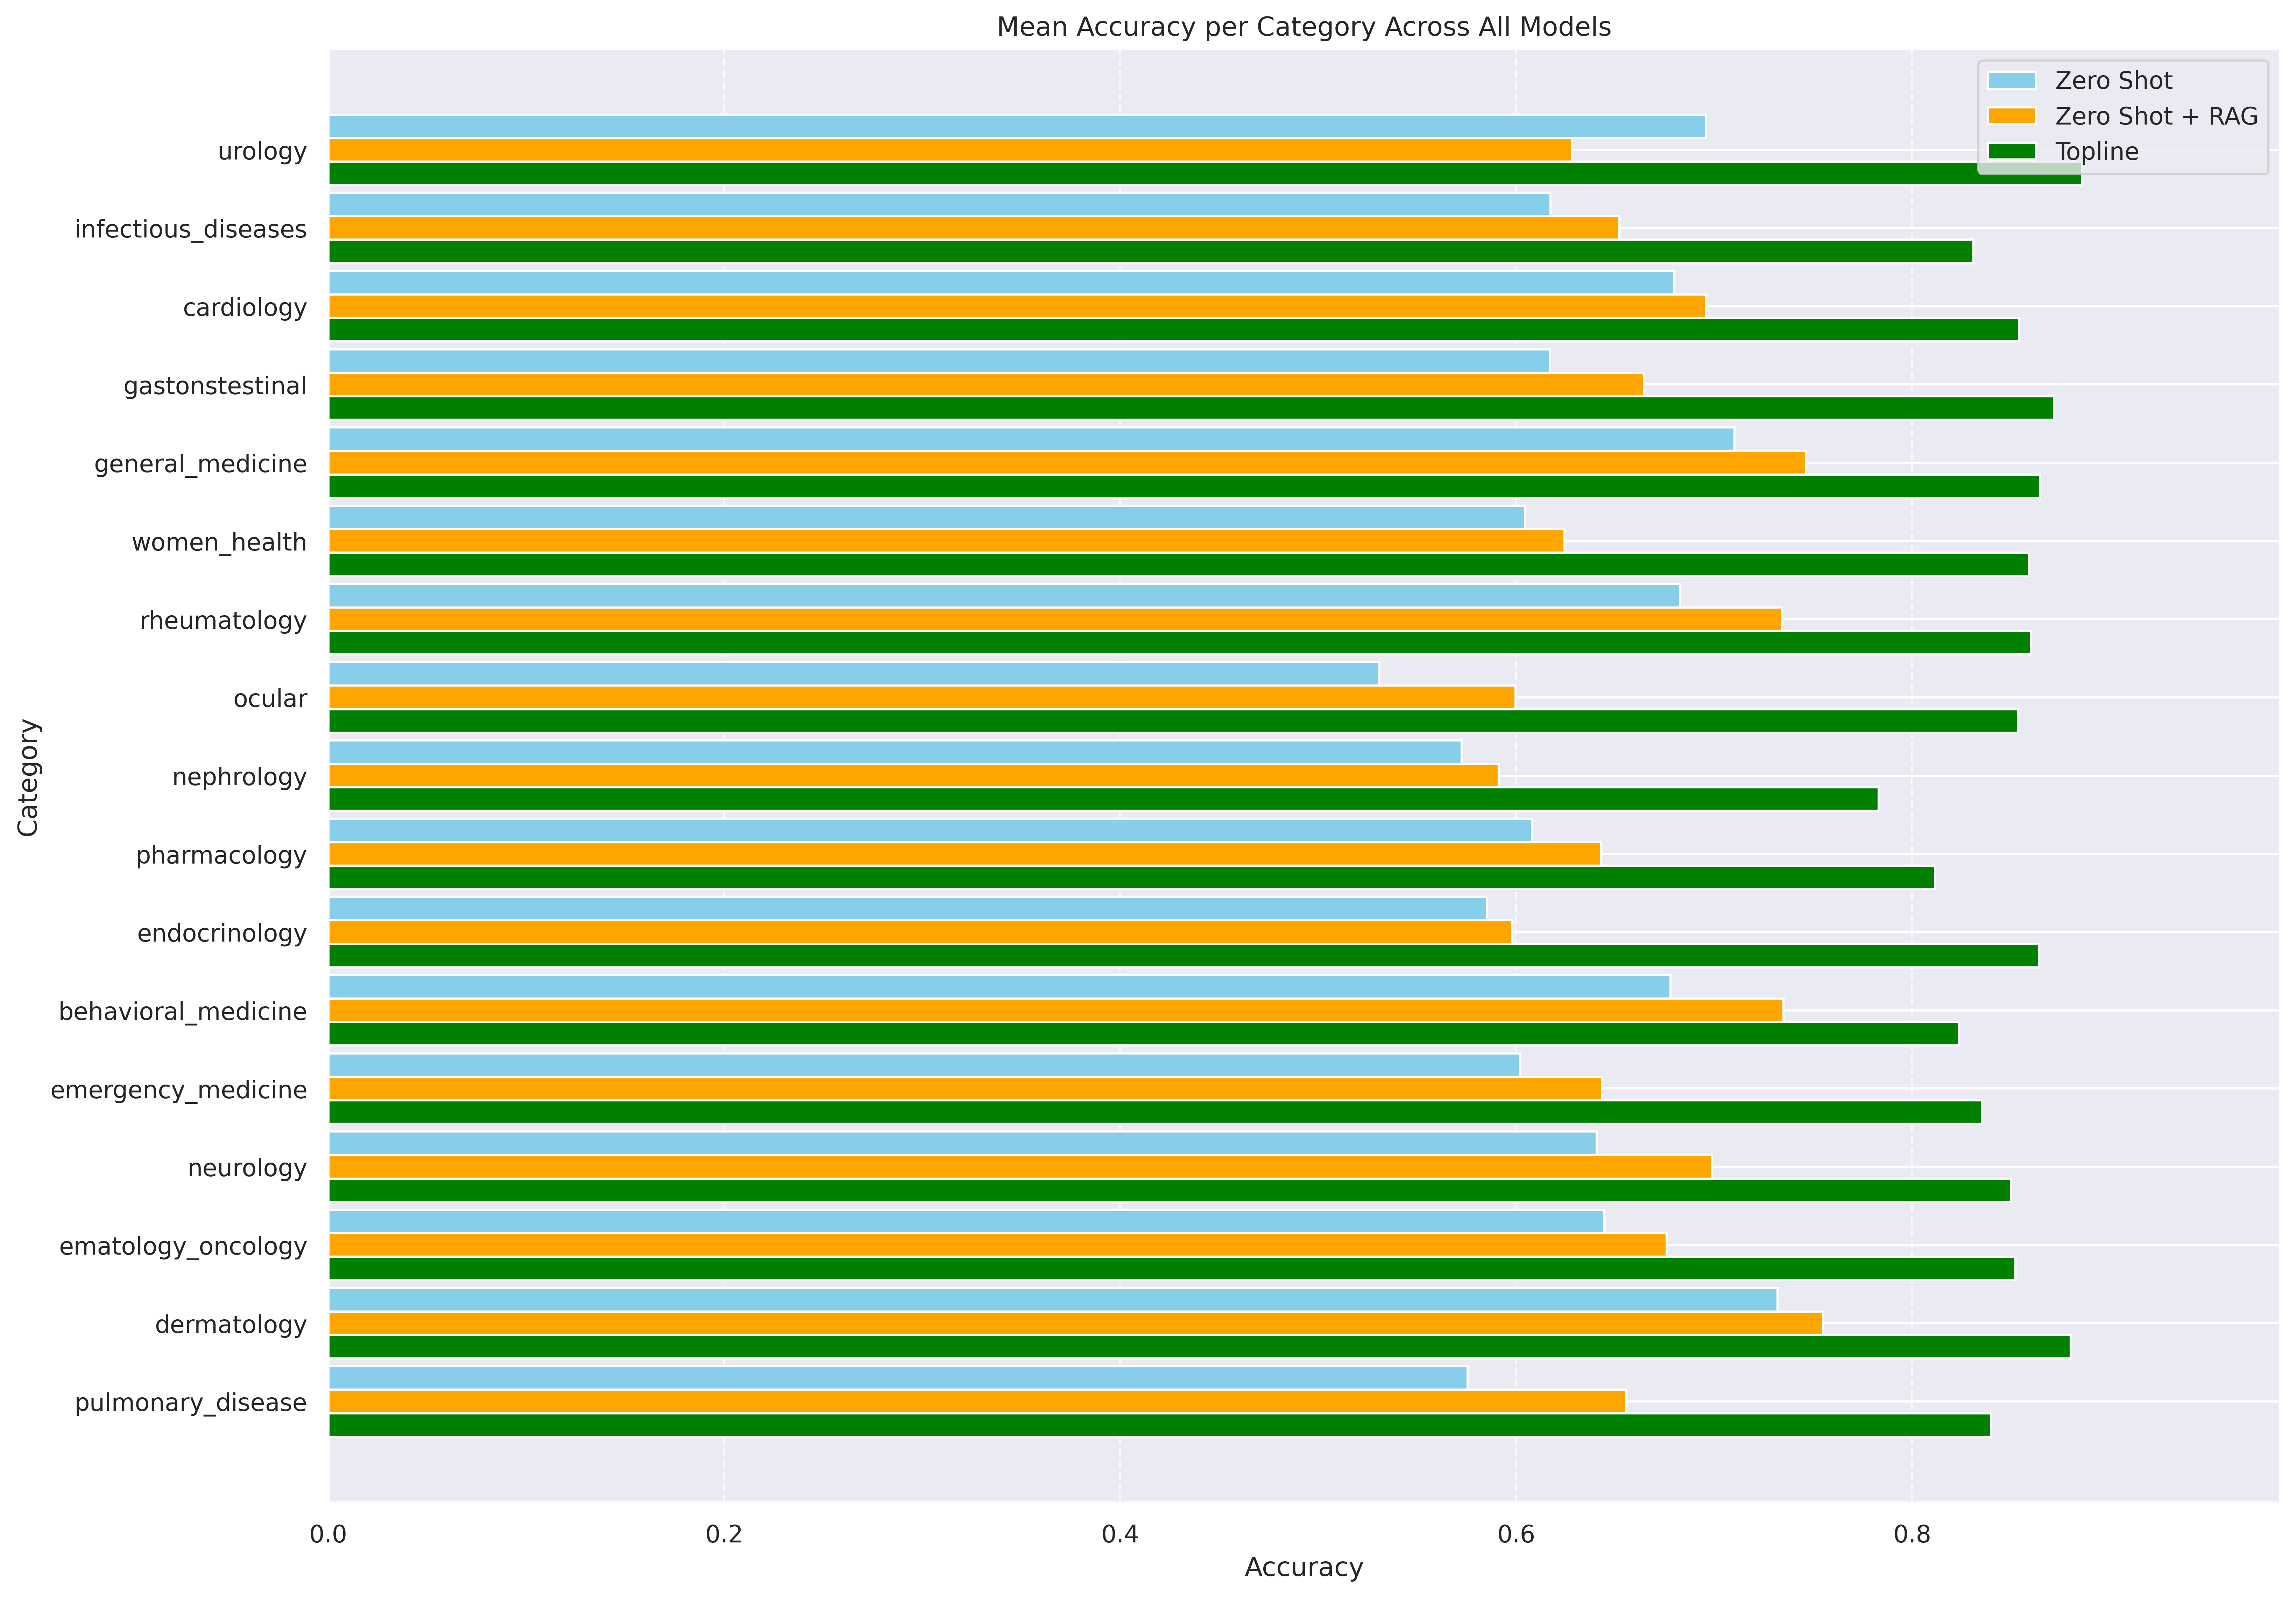 Mean Accuracy per Category Across All Models
Zero Shot
Zero Shot + RAG
Topline
urology
infectious_diseases
cardiology
gastonstestinal
general_medicine
women_health
rheumatology
ocular
nephrology
pharmacology
endocrinology
behavioral_medicine
emergency_medicine
neurology
ematology_oncology
dermatology
pulmonary_disease
Category
0.0 0.2 0.4 0.6 0.8
Accuracy